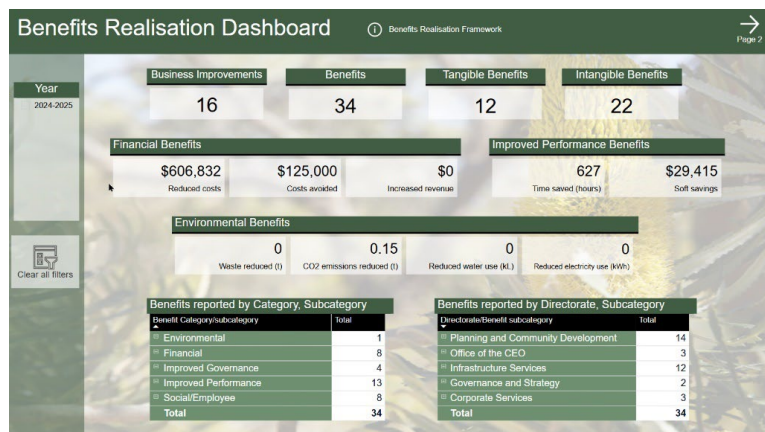 Benefits Realisation Dashboard
Benefits Realisation Framework
Page 2
Year
2024-2025
Clear all filters
Business Improvements
16
Benefits
34
Tangible Benefits
12
Intangible Benefits
22
Financial Benefits
$606,832
Reduced costs
$125,000
Costs avoided
$0
Increased revenue
Improved Performance Benefits
627
Time saved (hours)
$29,415
Soft savings
Environmental Benefits
0
Waste reduced (t)
0.15
CO2 emissions reduced (t)
0
Reduced water use (kL)
0
Reduced electricity use (kWh)
Benefits reported by Category, Subcategory
Benefit Category/subcategory Total
Environmental 1
Financial 8
Improved Governance 4
Improved Performance 13
Social/Employee 8
Total 34
Benefits reported by Directorate, Subcategory
Directorate/Benefit subcategory Total
Planning and Community Development 14
Office of the CEO 3
Infrastructure Services 12
Governance and Strategy 2
Corporate Services 3
Total 34